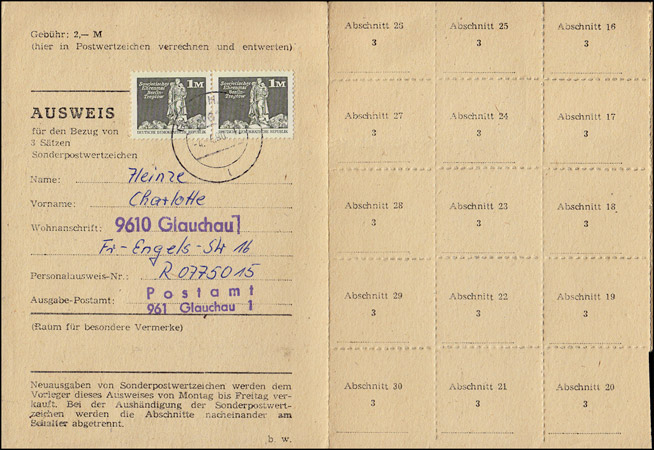 Gebühr: 2,— M
(hier in Postwertzeichen verrechnen und entwerten)
Sowjetisches Ehrenmal Berlin-Treptow
1M
DEUTSCHE DEMOKRATISCHE REPUBLIK
Sowjetisches Ehrenmal Berlin-Treptow
1M
DEUTSCHE DEMOKRATISCHE REPUBLIK
AUSWEIS
für den Bezug von
3 Sätzen
Sonderpostwertzeichen
Name: Heinze
Vorname: Charlotte
Wohnanschrift: 9610 Glauchau 1
Fr.-Engels-Str 16
Personalausweis-Nr.: R 0775015
Ausgabe-Postamt: Postamt
961 Glauchau 1
(Raum für besondere Vermerke)
Neuausgaben von Sonderpostwertzeichen werden dem
Vorleger dieses Ausweises von Montag bis Freitag ver-
kauft. Bei der Aushändigung der Sonderpostwert-
zeichen werden die Abschnitte nacheinander am
Schalter abgetrennt.
b. w.
Abschnitt 26
3
Abschnitt 25
3
Abschnitt 16
3
Abschnitt 27
3
Abschnitt 24
3
Abschnitt 17
3
Abschnitt 28
3
Abschnitt 23
3
Abschnitt 18
3
Abschnitt 29
3
Abschnitt 22
3
Abschnitt 19
3
Abschnitt 30
3
Abschnitt 21
3
Abschnitt 20
3